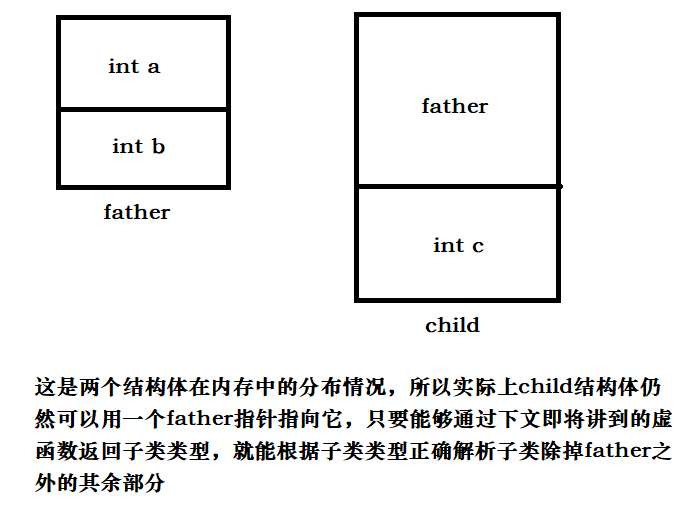 int a
int b
father
father
int c
child
这是两个结构体在内存中的分布情况，所以实际上child结构体仍
然可以用一个father指针指向它，只要能够通过下文即将讲到的虚
函数返回子类类型，就能根据子类类型正确解析子类除掉father之
外的其余部分